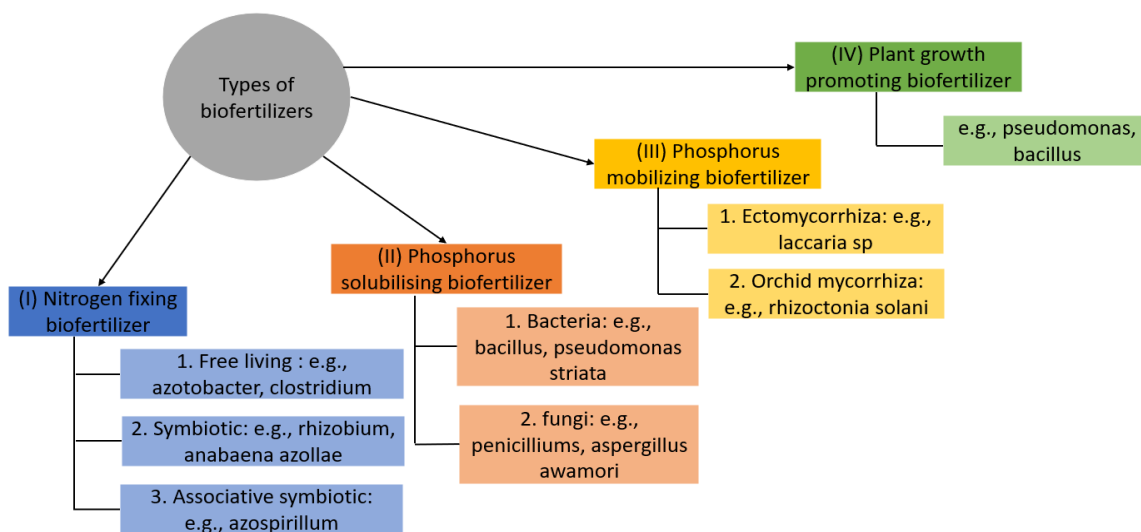 Types of
biofertilizers
(I) Nitrogen fixing
biofertilizer
1. Free living : e.g.,
azotobacter, clostridium
2. Symbiotic: e.g., rhizobium,
anabaena azollae
3. Associative symbiotic:
e.g., azospirillum
(II) Phosphorus
solubilising biofertilizer
1. Bacteria: e.g.,
bacillus, pseudomonas
striata
2. fungi: e.g.,
penicilliums, aspergillus
awamori
(III) Phosphorus
mobilizing biofertilizer
1. Ectomycorrhiza: e.g.,
laccaria sp
2. Orchid mycorrhiza:
e.g., rhizoctonia solani
(IV) Plant growth
promoting biofertilizer
e.g., pseudomonas,
bacillus